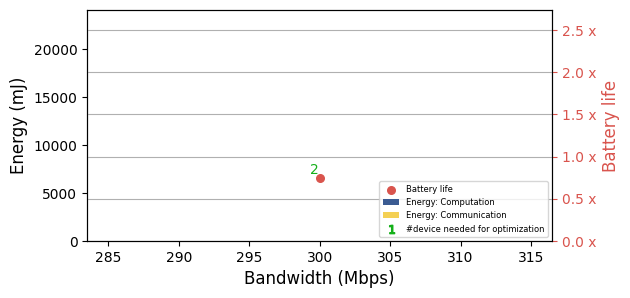 Energy (mJ)
20000
15000
10000
5000
0
2.5 x
2.0 x
1.5 x
1.0 x
0.5 x
0.0 x
Battery life
2
Battery life
Energy: Computation
Energy: Communication
1 #device needed for optimization
285 290 295 300 305 310 315
Bandwidth (Mbps)